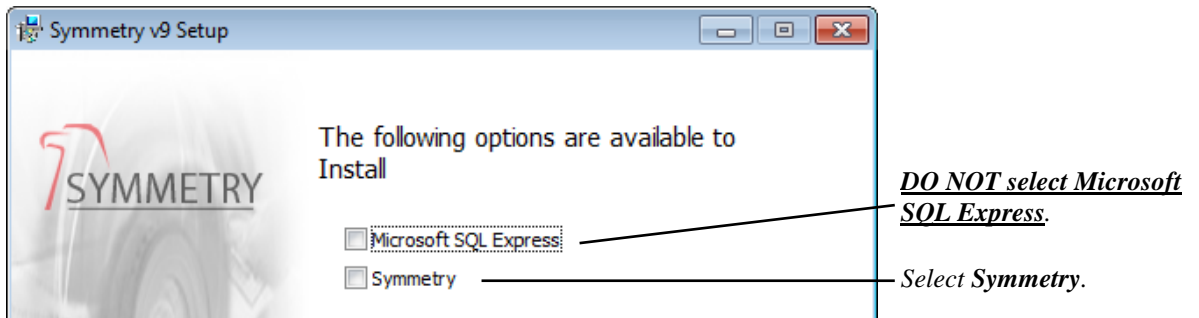 Symmetry v9 Setup
SYMMETRY
The following options are available to
Install
Microsoft SQL Express
Symmetry
DO NOT select Microsoft
SQL Express.
Select Symmetry.